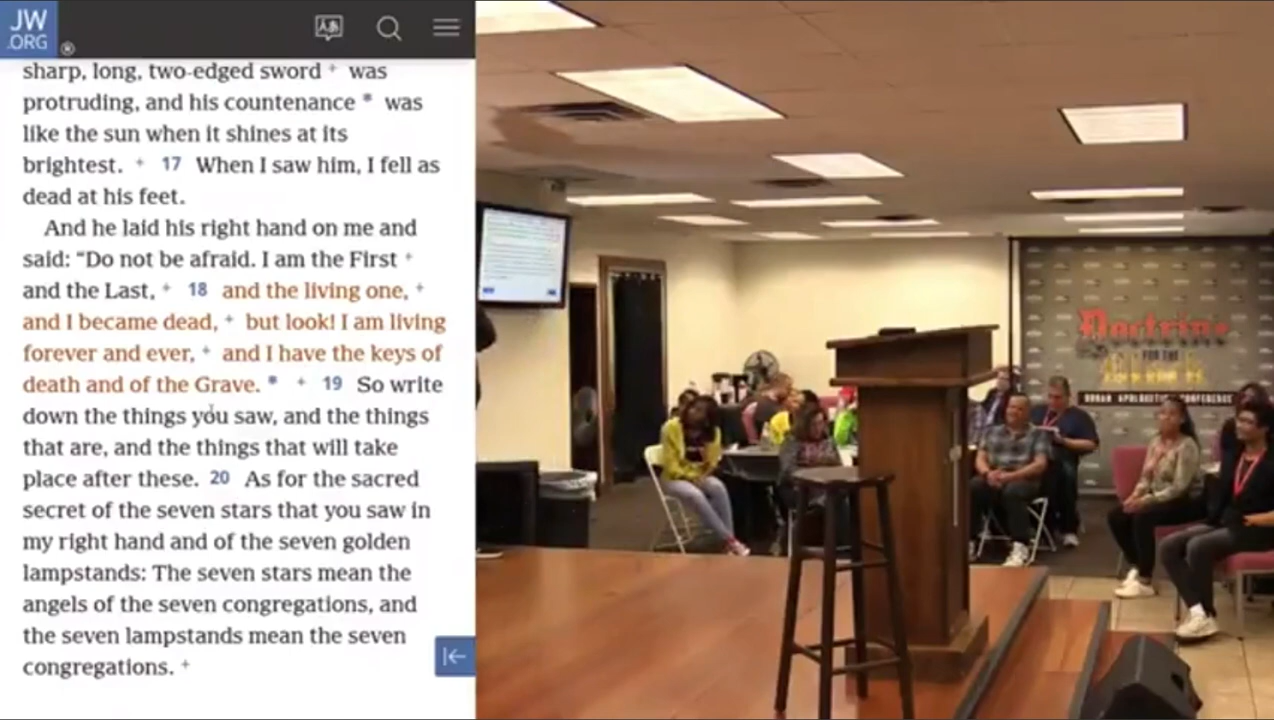 JW
.ORG
®
sharp, long, two-edged sword + was
protruding, and his countenance * was
like the sun when it shines at its
brightest. + 17 When I saw him, I fell as
dead at his feet.
And he laid his right hand on me and
said: “Do not be afraid. I am the First +
and the Last, + 18 and the living one, +
and I became dead, + but look! I am living
forever and ever, + and I have the keys of
death and of the Grave. * + 19 So write
down the things you saw, and the things
that are, and the things that will take
place after these. 20 As for the sacred
secret of the seven stars that you saw in
my right hand and of the seven golden
lampstands: The seven stars mean the
angels of the seven congregations, and
the seven lampstands mean the seven
congregations. +
Doctrine
FOR THE
URBAN APOLOGETICS CONFERENCE